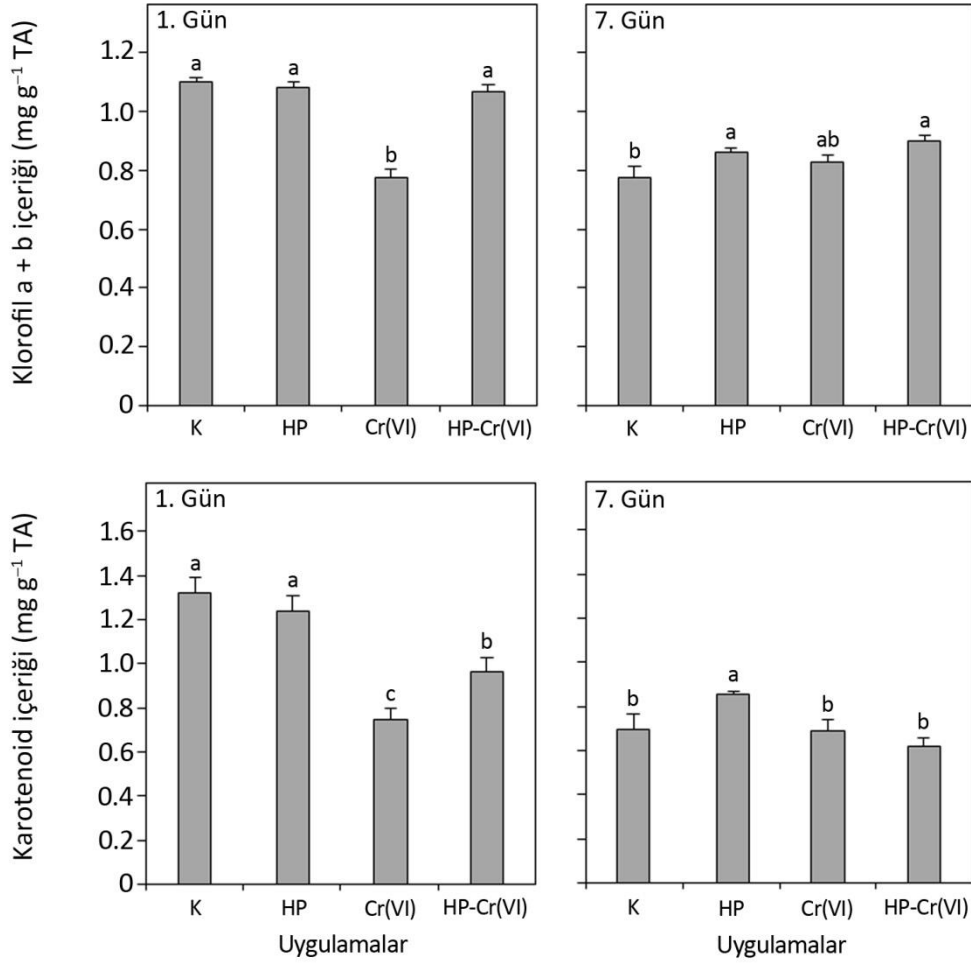 Klorofil a + b içeriği (mg g⁻¹ TA)
1. Gün
1.2
1.0
0.8
0.6
0.4
0.2
0
a
a
b
a
K
HP
Cr(VI)
HP-Cr(VI)
7. Gün
b
a
ab
a
K
HP
Cr(VI)
HP-Cr(VI)
Karotenoid içeriği (mg g⁻¹ TA)
1. Gün
1.6
1.4
1.2
1.0
0.8
0.6
0.4
0.2
0
a
a
c
b
K
HP
Cr(VI)
HP-Cr(VI)
Uygulamalar
7. Gün
b
a
b
b
K
HP
Cr(VI)
HP-Cr(VI)
Uygulamalar